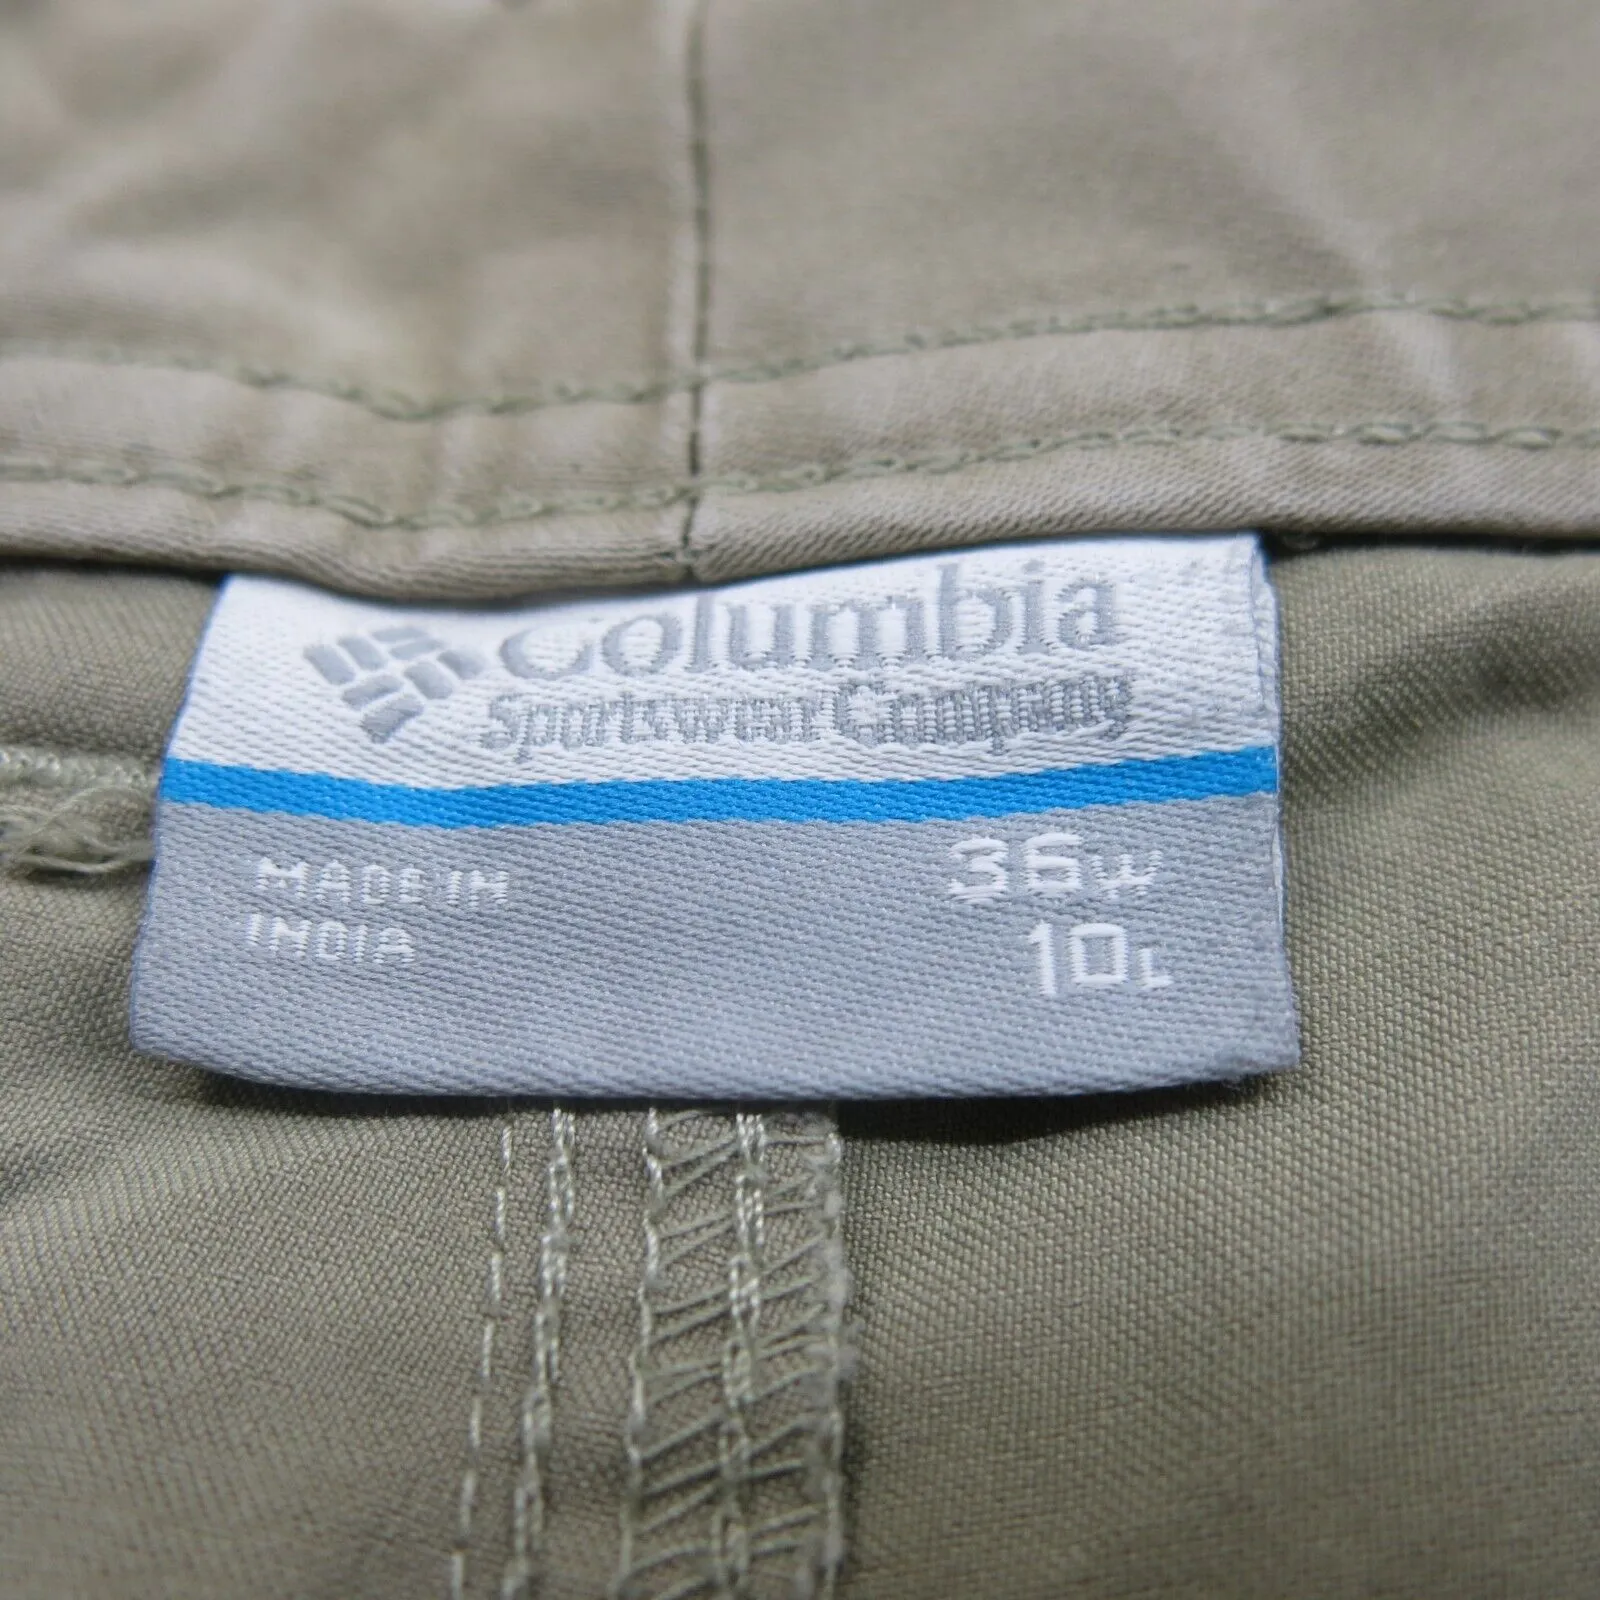 Columbia
Sportswear Company
MADE IN
INDIA
36W
10L